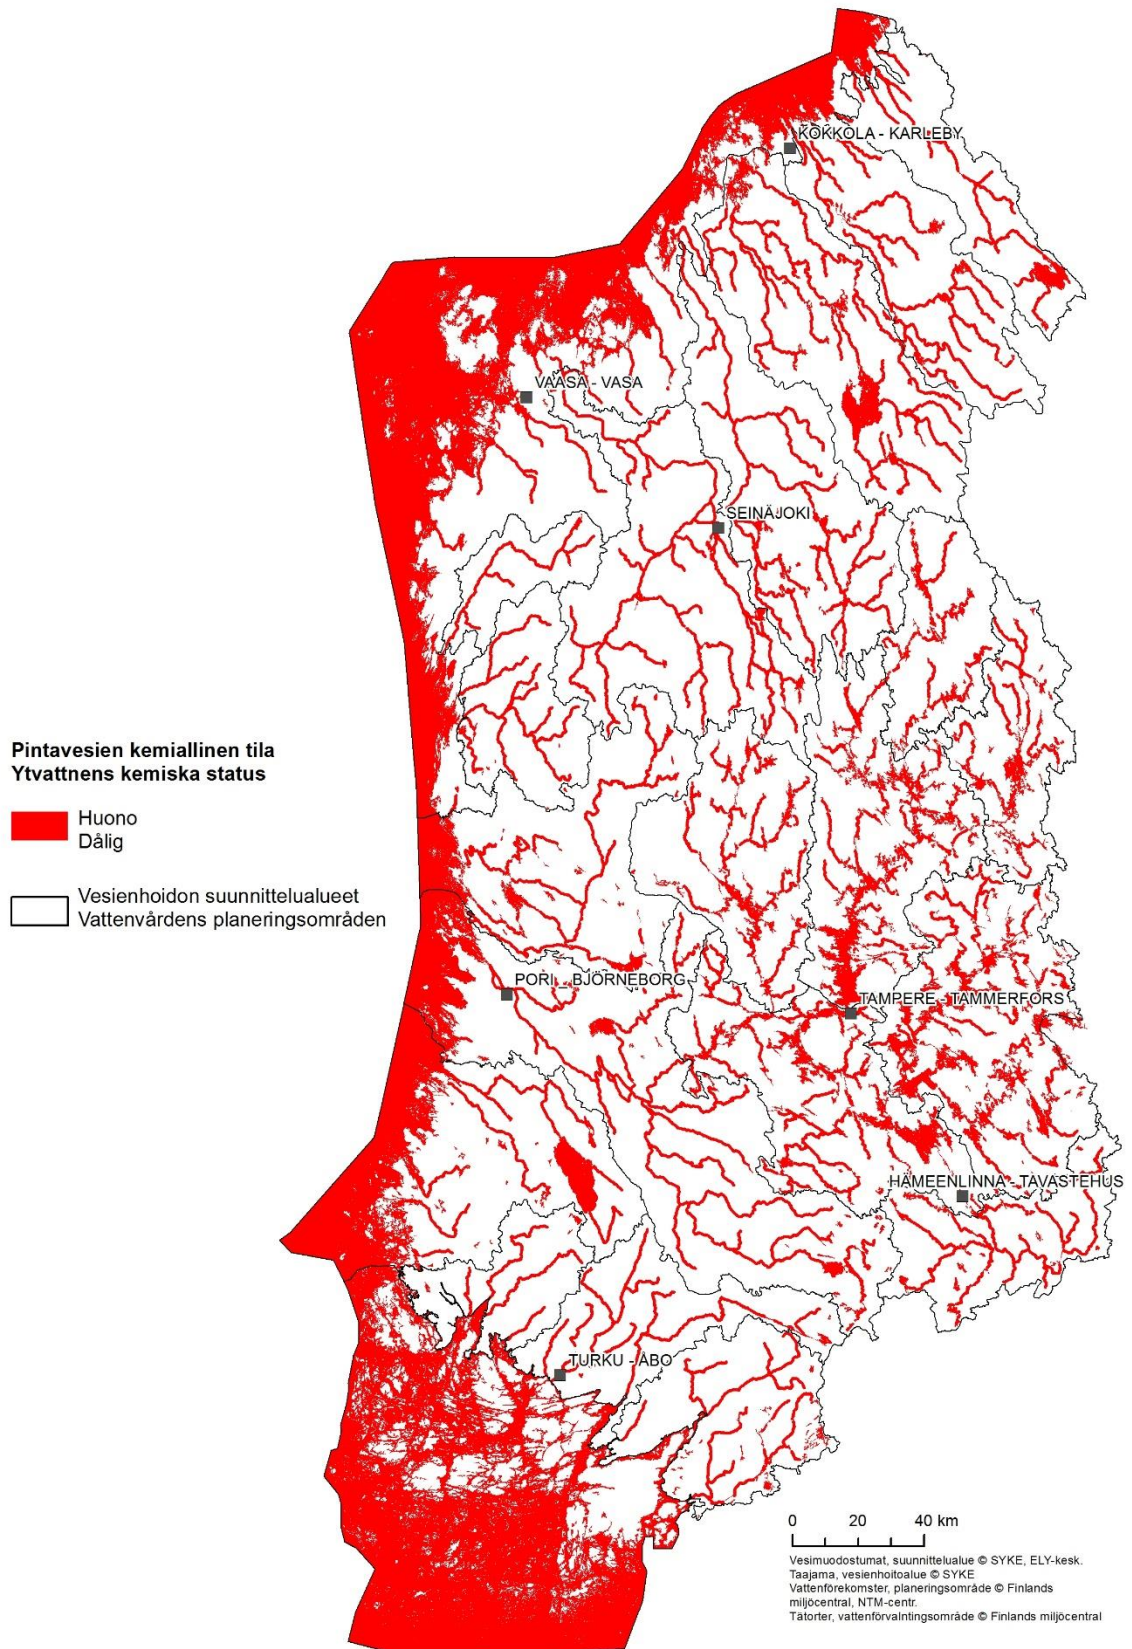 KOKKOLA - KARLEBY
VAASA - VASA
SEINÄJOKI
Pintavesien kemiallinen tila
Ytvattnens kemiska status
Huono
Dålig
Vesienhoidon suunnittelualueet
Vattenvårdens planeringsområden
PORI _ BJÖRNEBORG
TAMPERE - TAMMERFORS
HÄMEENLINNA - TAVASTEHUS
TURKU - ÅBO
0 20 40 km
Vesimuodostumat, suunnittelualue © SYKE, ELY-kesk.
Taajama, vesienhoitoalue © SYKE
Vattenförekomster, planeringsområde © Finlands
miljöcentral, NTM-centr.
Tätorter, vattenförvalntingsområde © Finlands miljöcentral